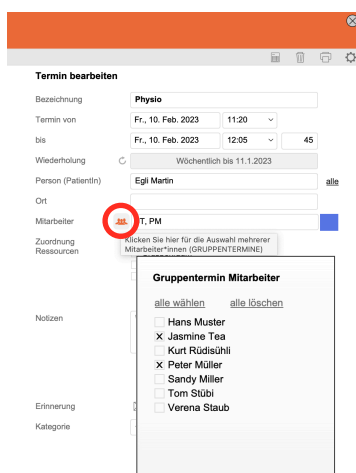 Termin bearbeiten
Bezeichnung Physio
Termin von Fr., 10. Feb. 2023 11:20
bis Fr., 10. Feb. 2023 12:05 45
Wiederholung Wöchentlich bis 11.1.2023
Person (PatientIn) Egli Martin alle
Ort
Mitarbeiter T, PM
Zuordnung
Ressourcen
Klicken Sie hier für die Auswahl mehrerer
Mitarbeiter*innen (GRUPPENTERMINE)
Gruppentermin Mitarbeiter
alle wählen alle löschen
Hans Muster
Jasmine Tea
Kurt Rüdisühli
Peter Müller
Sandy Miller
Tom Stübi
Verena Staub
Notizen
Erinnerung
Kategorie